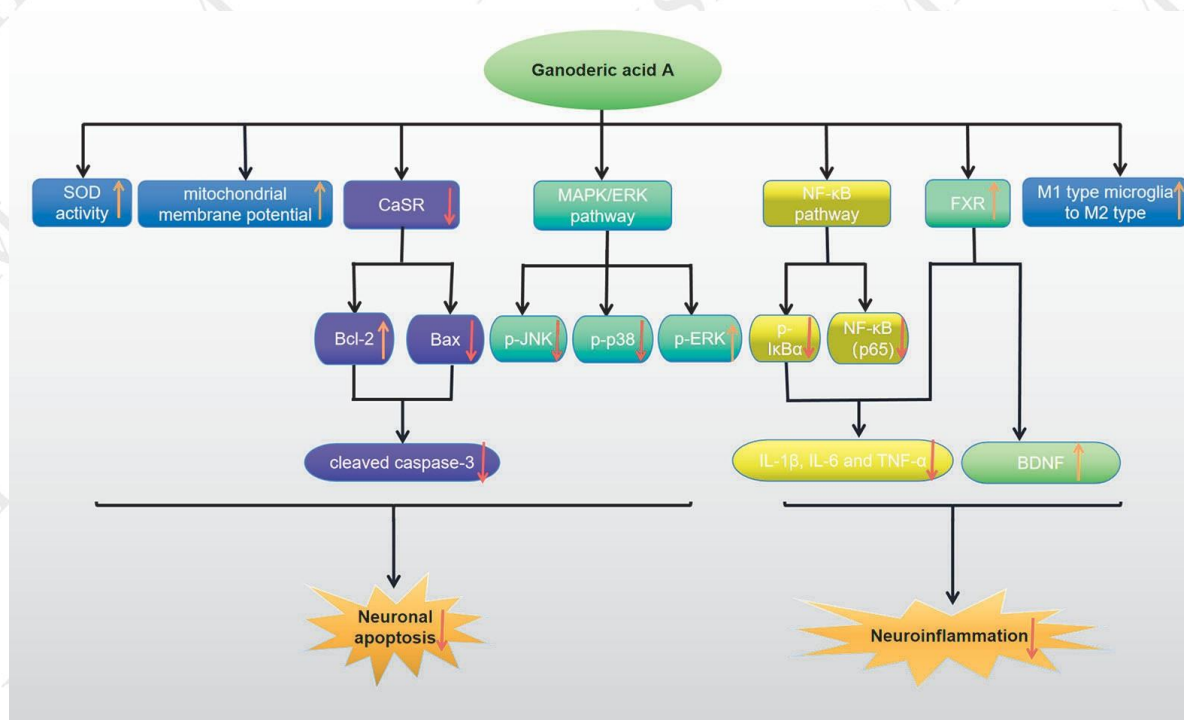 Ganoderic acid A
SOD
activity
mitochondrial
membrane potential
CaSR
MAPK/ERK
pathway
NF-κB
pathway
FXR
M1 type microglia
to M2 type
Bcl-2
Bax
p-JNK
p-p38
p-ERK
p-
IκBα
NF-κB
(p65)
cleaved caspase-3
IL-1β, IL-6 and TNF-α
BDNF
Neuronal
apoptosis
Neuroinflammation